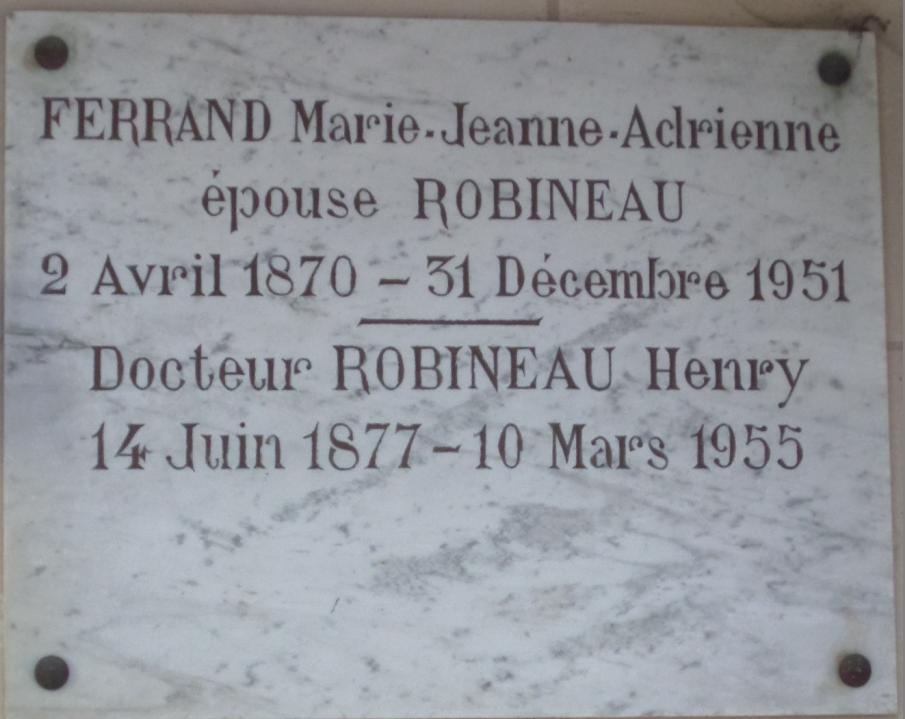 FERRAND Marie-Jeanne-Adrienne
épouse ROBINEAU
2 Avril 1870 - 31 Décembre 1951
Docteur ROBINEAU Henry
14 Juin 1877-10 Mars 1955